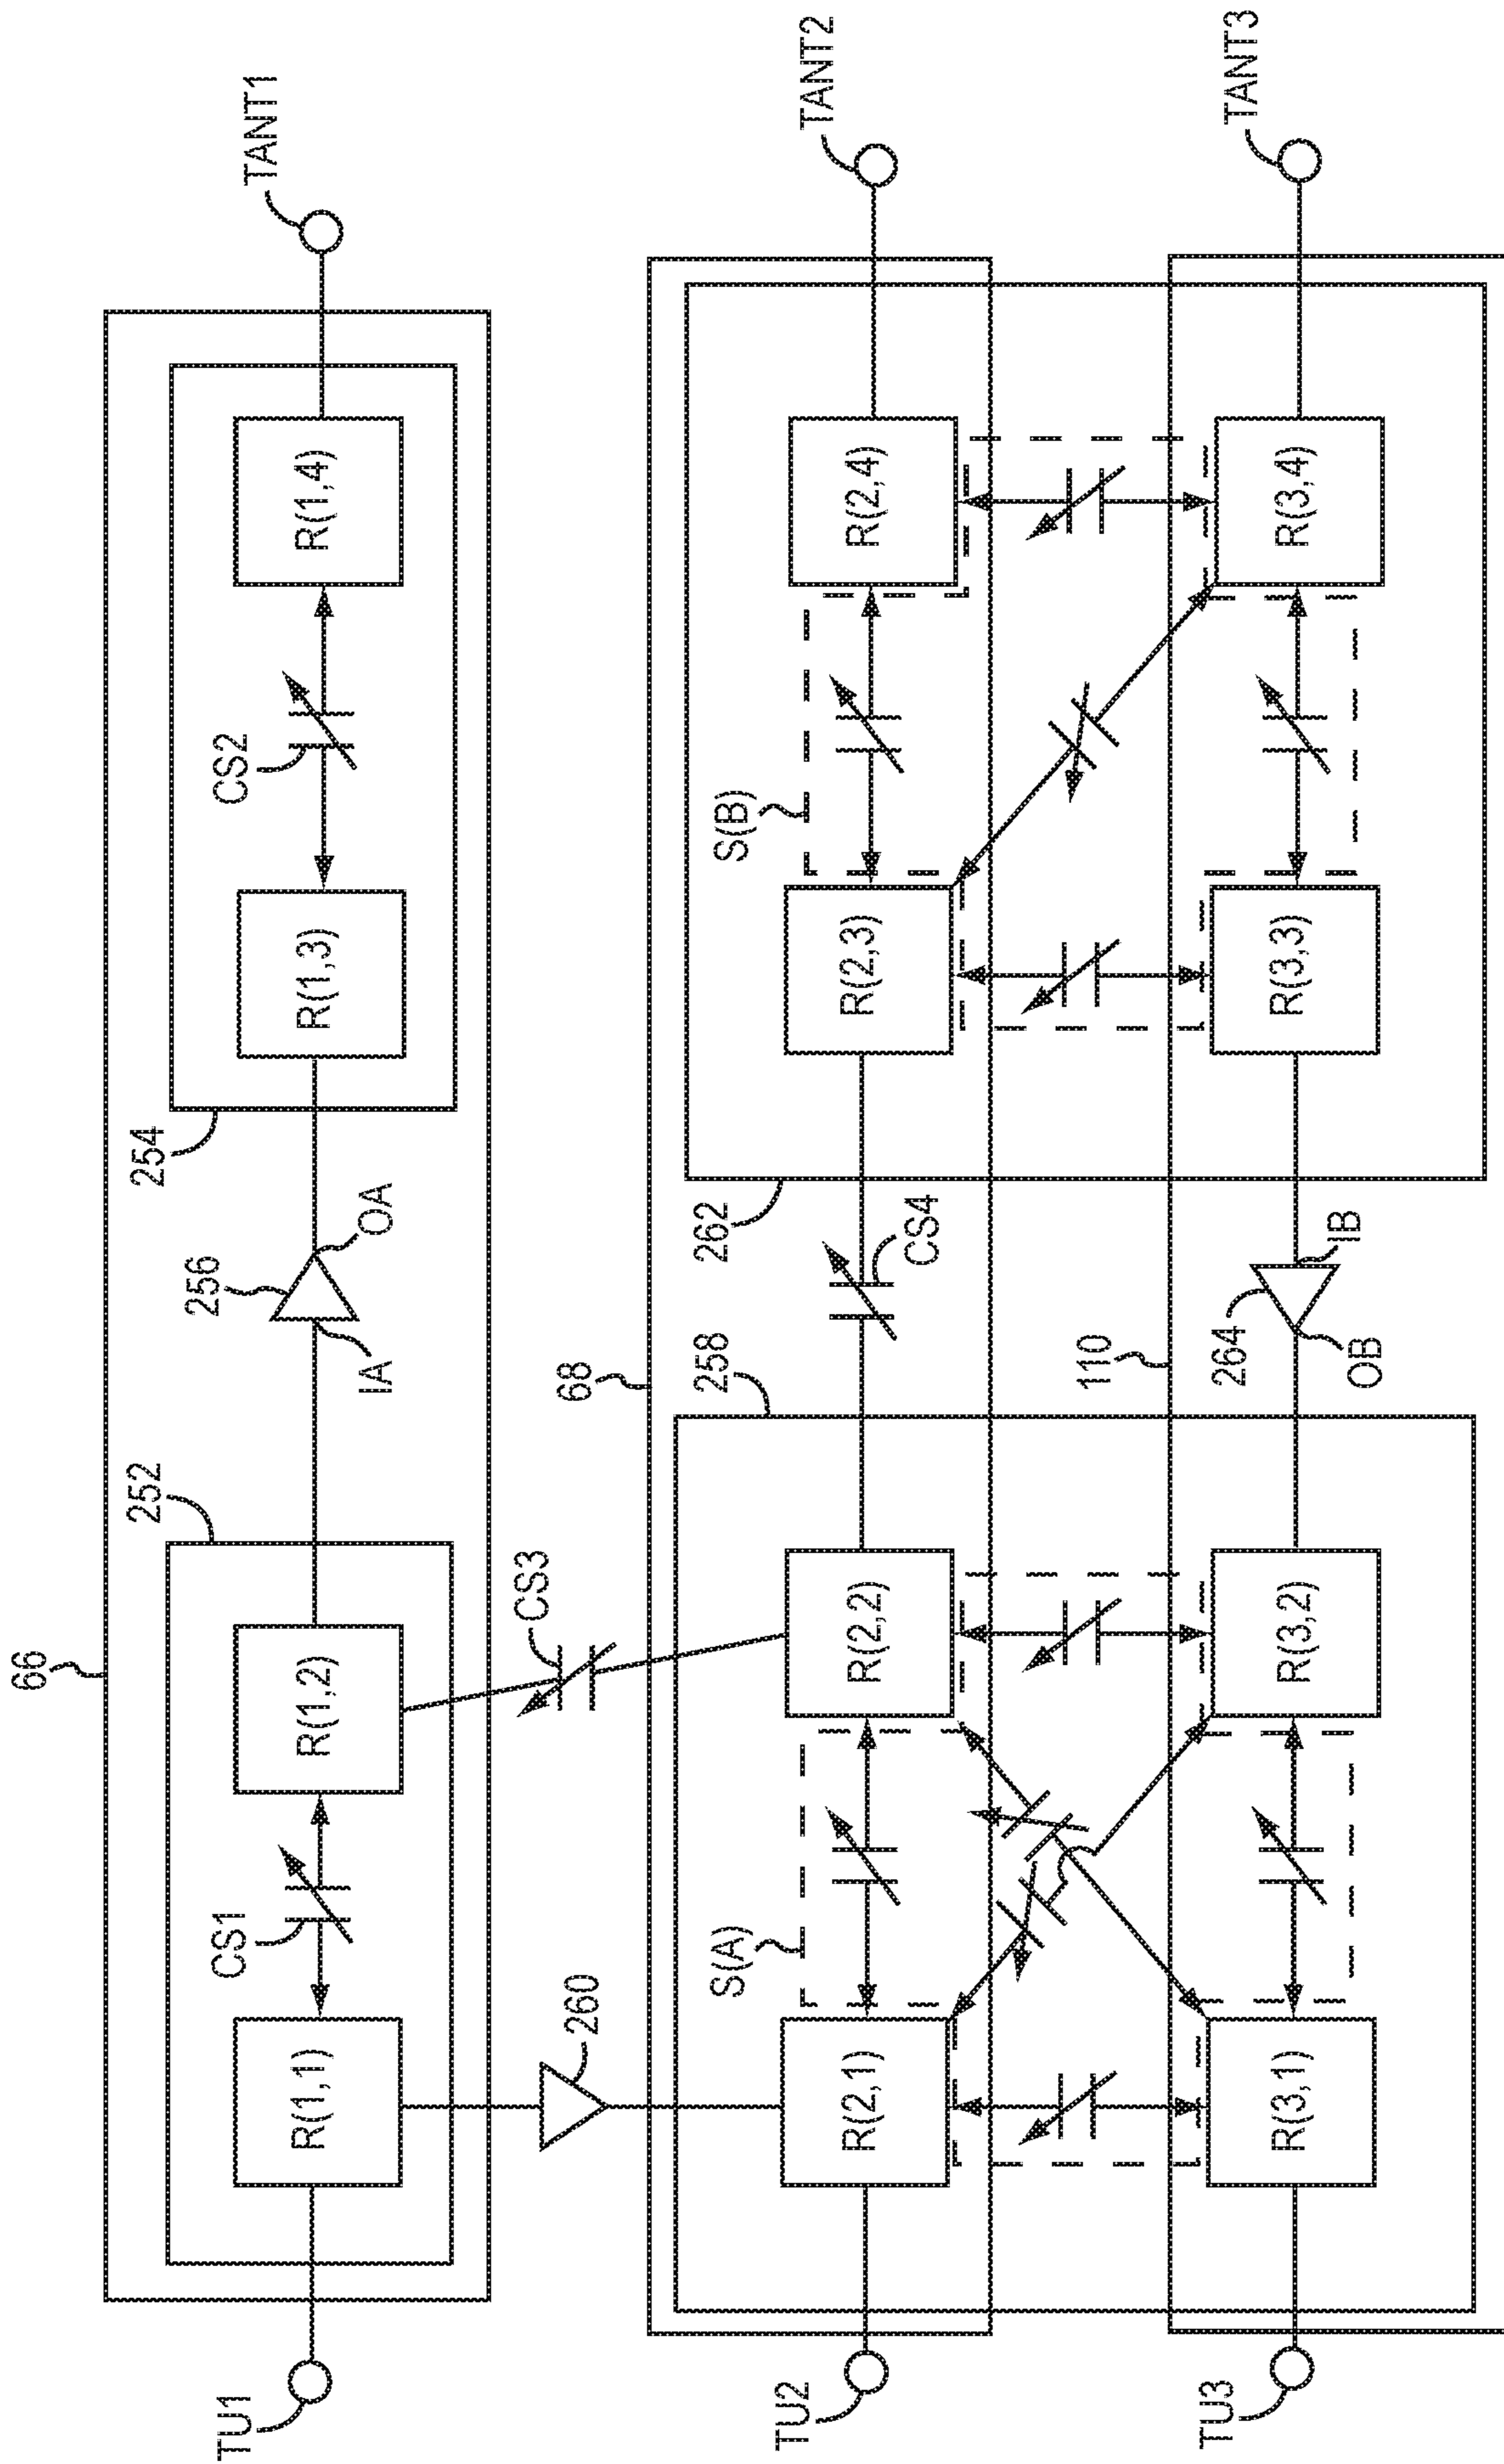 66
252
254
TU1
R(1,1)
CS1
R(1,2)
IA
256
OA
R(1,3)
CS2
R(1,4)
TANT1
260
CS3
68
258
262
TU2
R(2,1)
S(A)
R(2,2)
CS4
R(2,3)
S(B)
R(2,4)
TANT2
110
TU3
R(3,1)
R(3,2)
264
OB
IB
R(3,3)
R(3,4)
TANT3